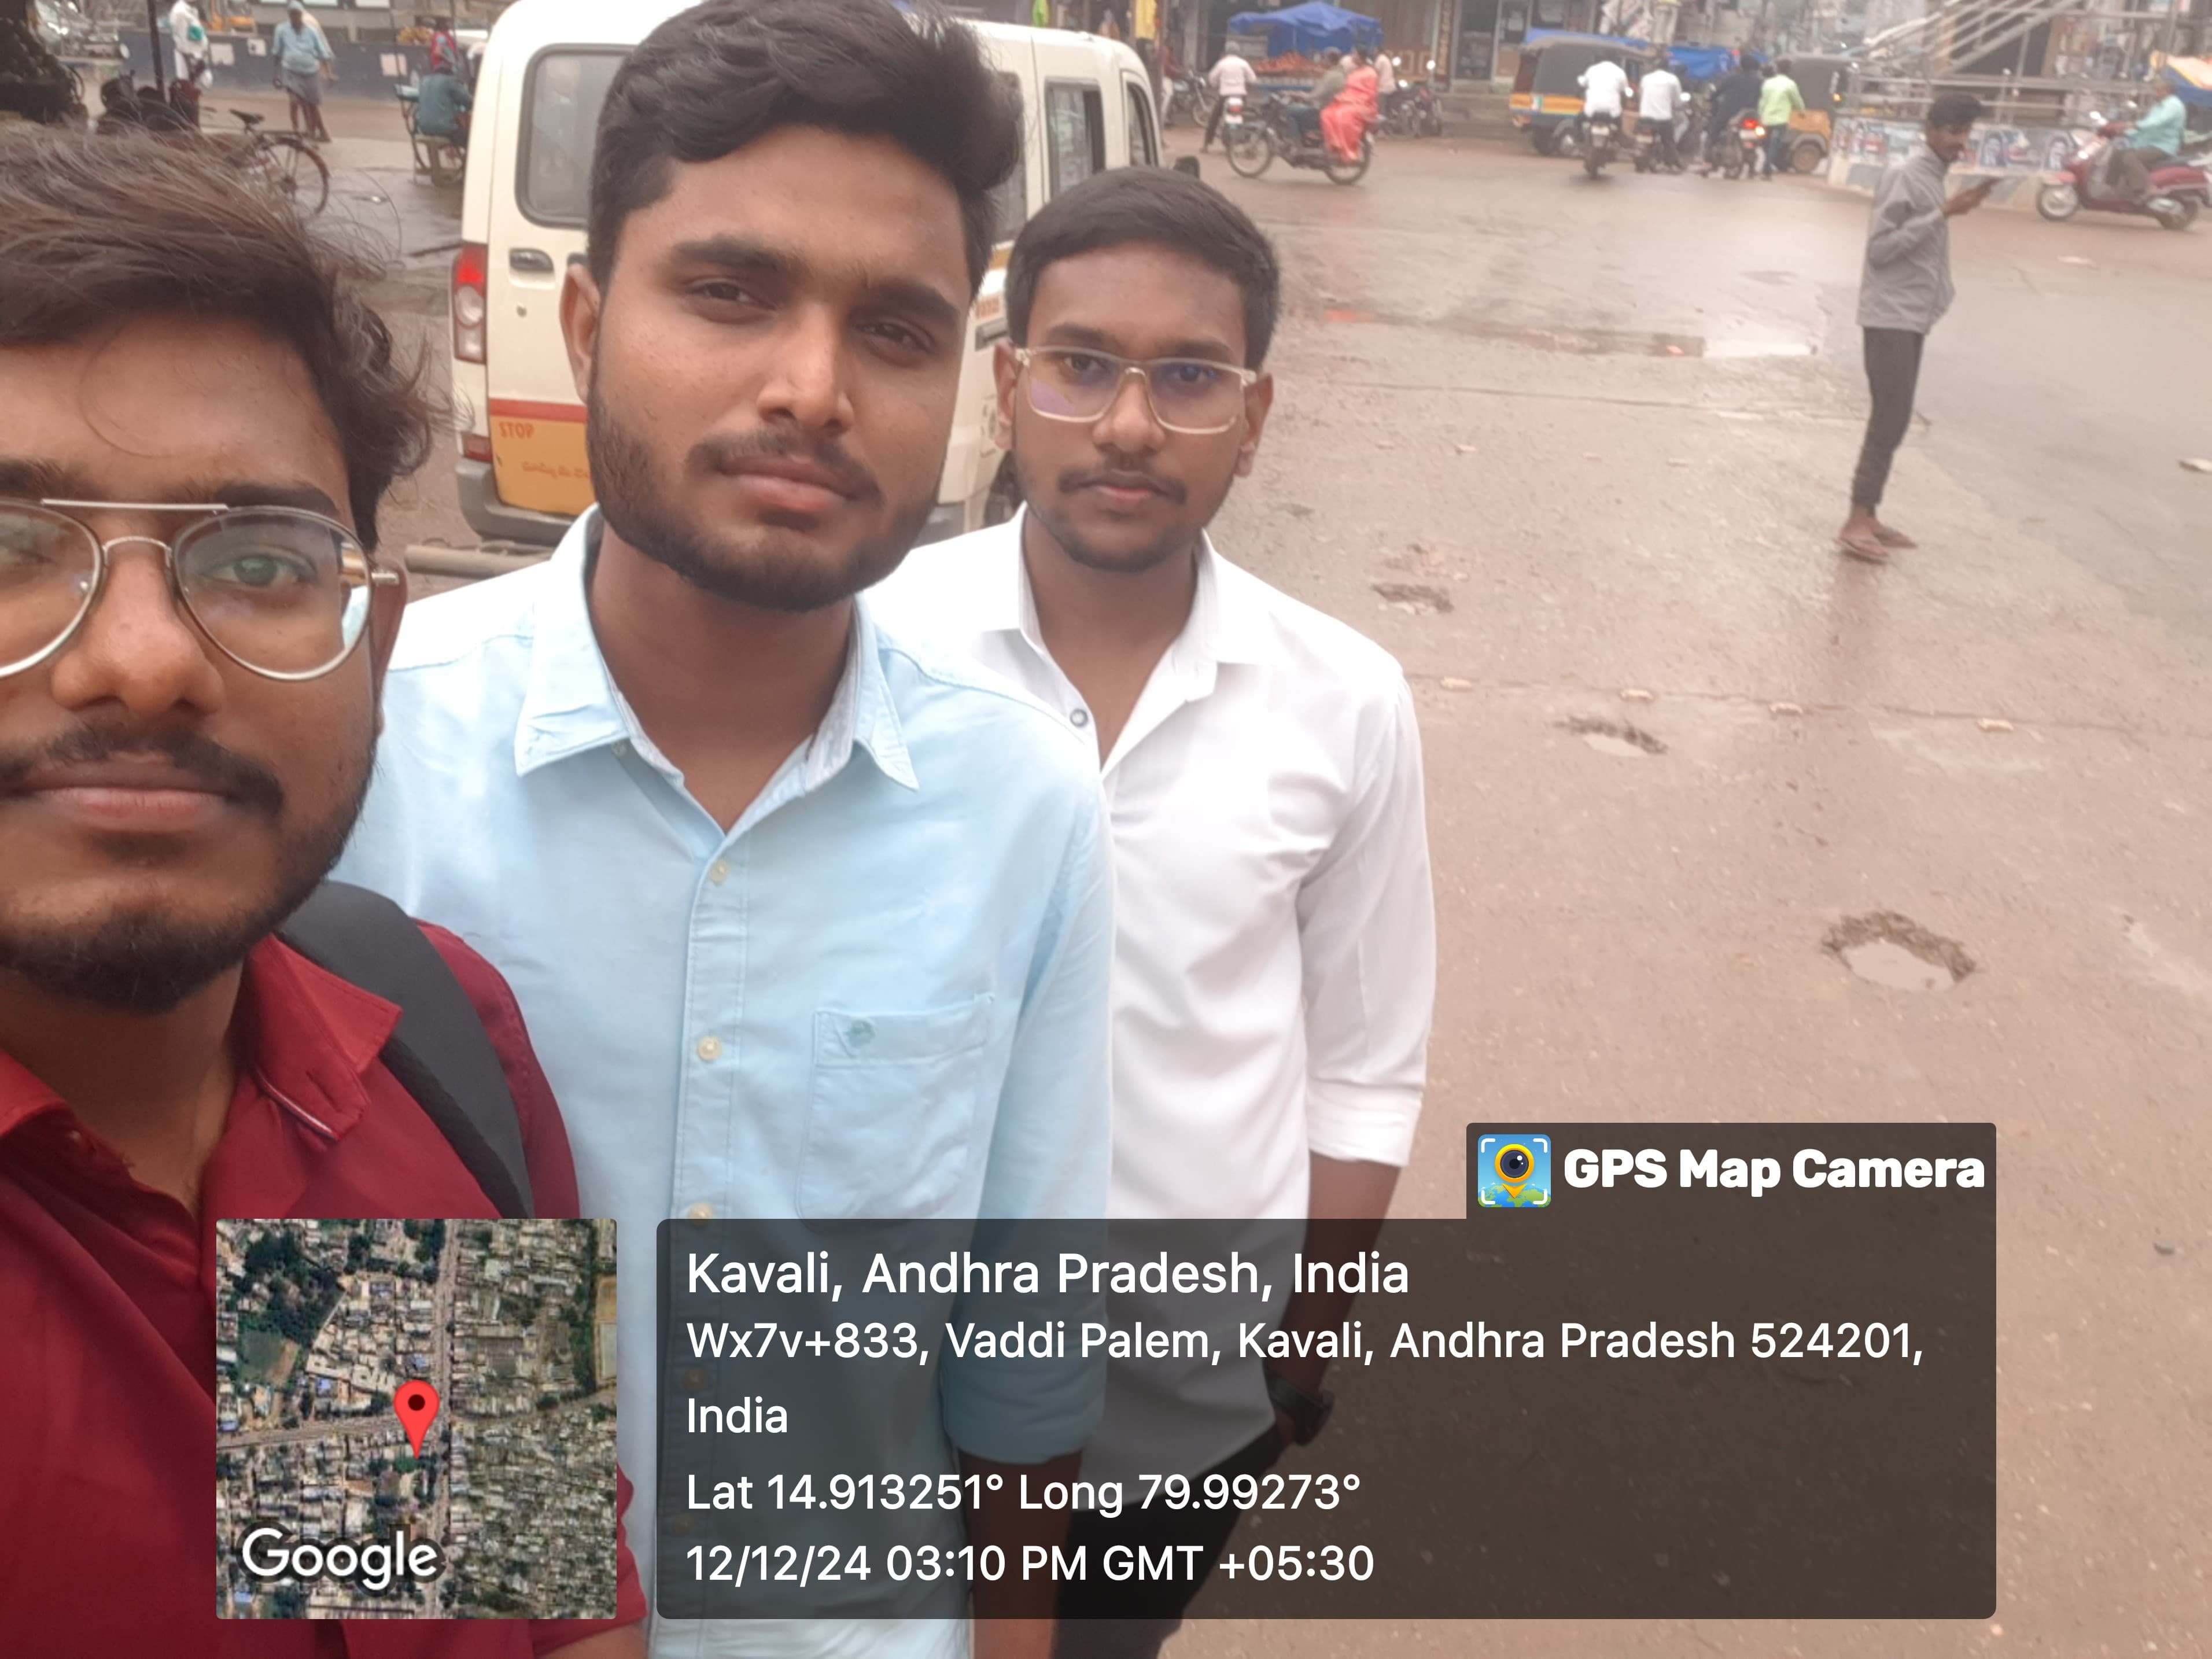 STOP
GPS Map Camera
Kavali, Andhra Pradesh, India
Wx7v+833, Vaddi Palem, Kavali, Andhra Pradesh 524201,
India
Lat 14.913251° Long 79.99273°
12/12/24 03:10 PM GMT +05:30
Google